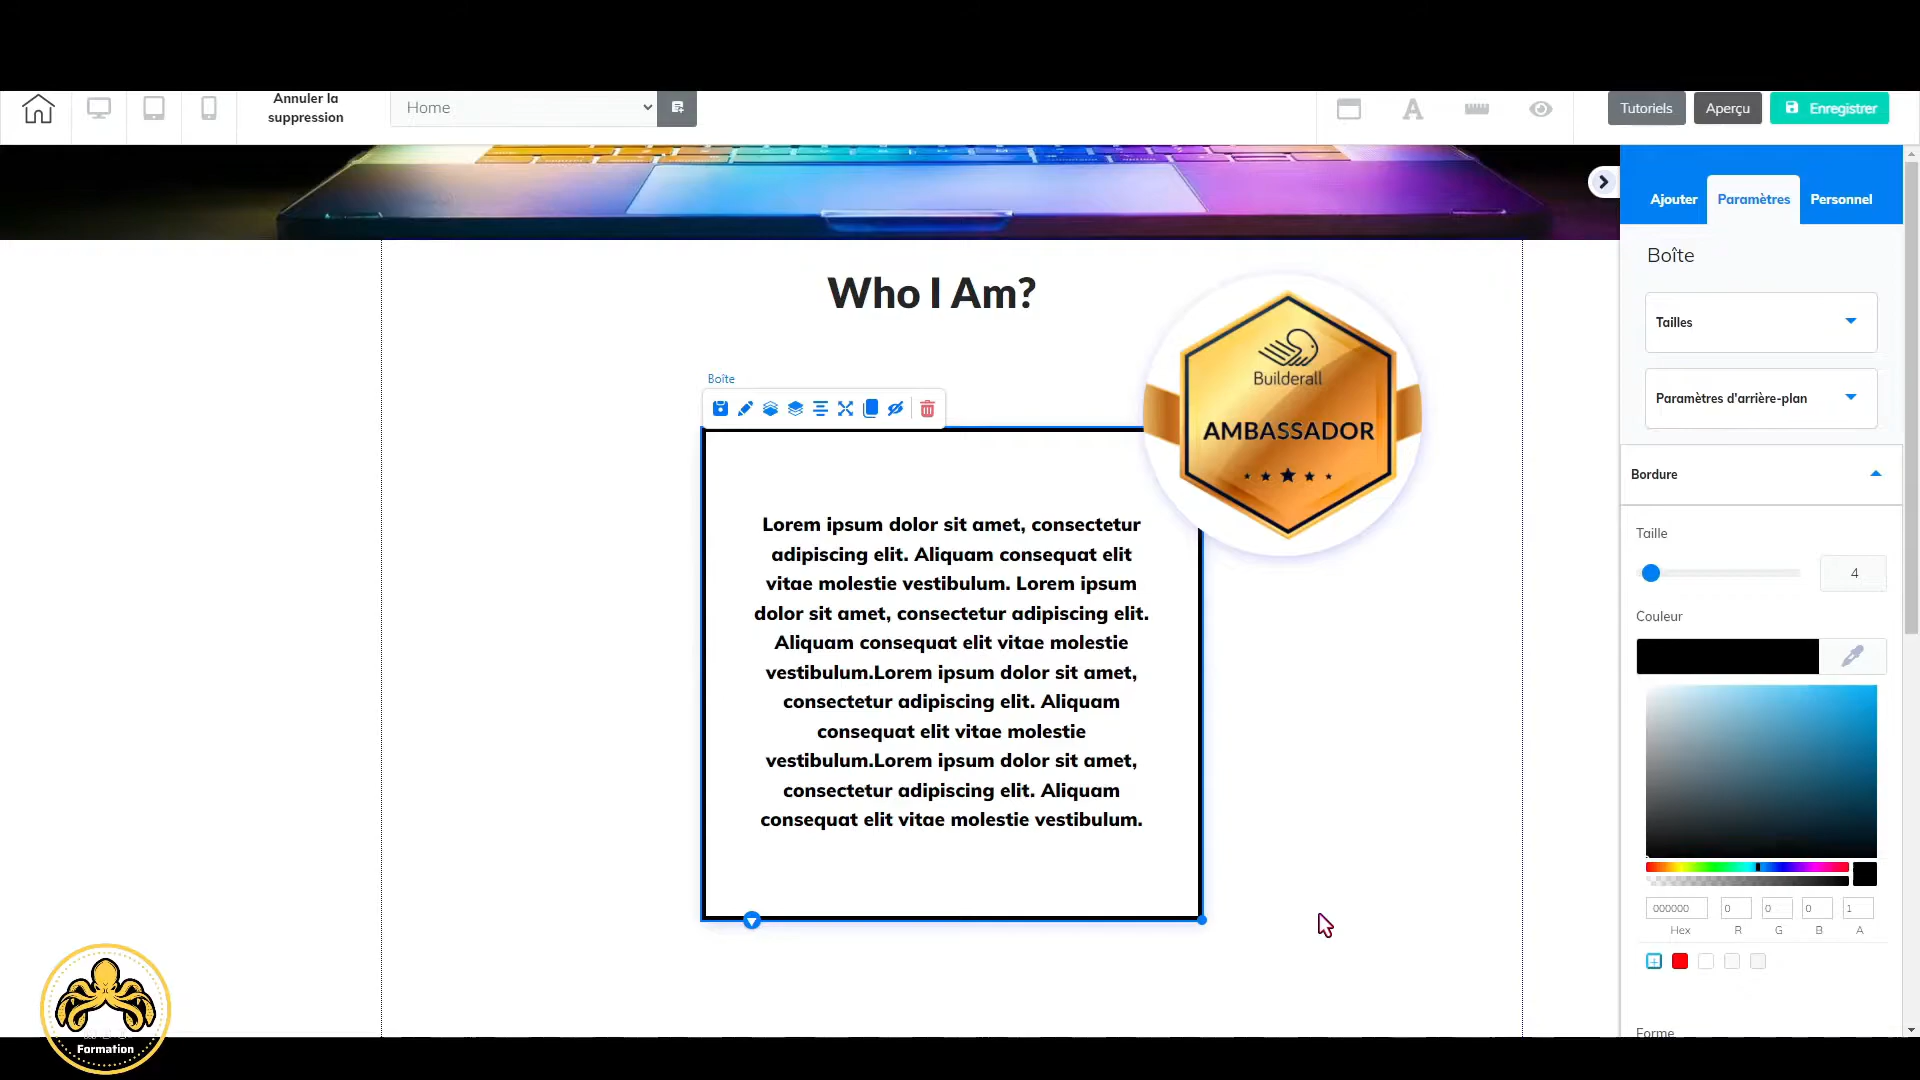 Annuler la
suppression
Home
Tutoriels
Aperçu
Enregistrer
Ajouter
Paramètres
Personnel
Boîte
Tailles
Paramètres d'arrière-plan
Bordure
Taille
4
Couleur
000000
0
0
0
1
Hex
R
G
B
A
Forme
Who I Am?
Boîte
Builderall
AMBASSADOR
Lorem ipsum dolor sit amet, consectetur
adipiscing elit. Aliquam consequat elit
vitae molestie vestibulum. Lorem ipsum
dolor sit amet, consectetur adipiscing elit.
Aliquam consequat elit vitae molestie
vestibulum.Lorem ipsum dolor sit amet,
consectetur adipiscing elit. Aliquam
consequat elit vitae molestie
vestibulum.Lorem ipsum dolor sit amet,
consectetur adipiscing elit. Aliquam
consequat elit vitae molestie vestibulum.
Formation